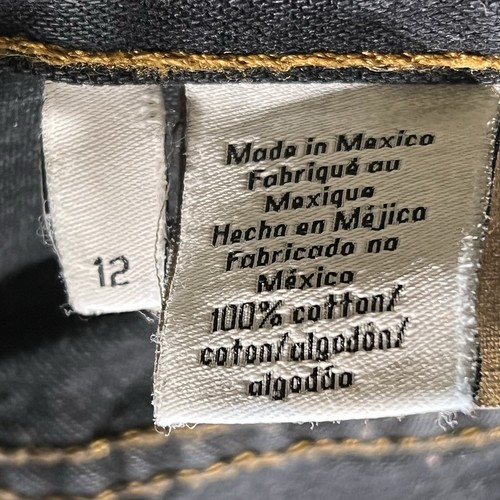 12
Made in Mexico
Fabriqué au
Mexique
Hecho en Méjico
Fabricado no
México
100% cotton/
coton/algodón/
algodão